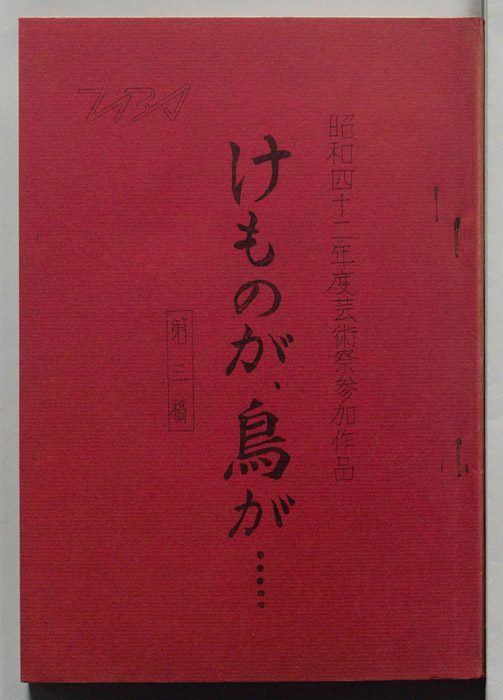 昭和四十二年度芸術祭参加作品
けものが、鳥が……
第三稿